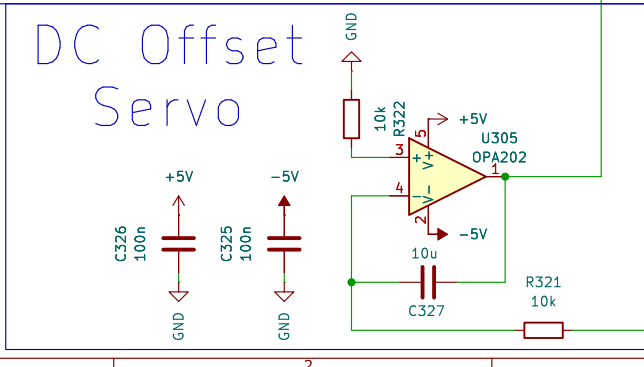 DC Offset
Servo
GND
10k
R322
+5V
U305
OPA202
5
3
+
V+
1
4
-
V-
2
-5V
+5V
-5V
C326
100n
C325
100n
10u
C327
R321
10k
GND
GND
2